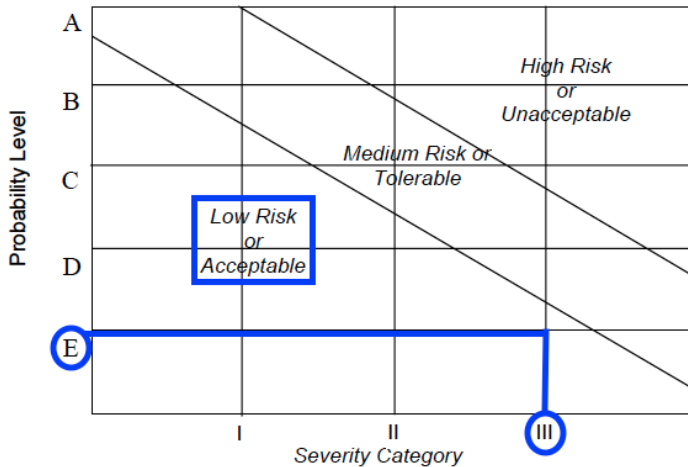 A
B
C
D
E
Probability Level
High Risk
or
Unacceptable
Medium Risk or
Tolerable
Low Risk
or
Acceptable
I
II
III
Severity Category